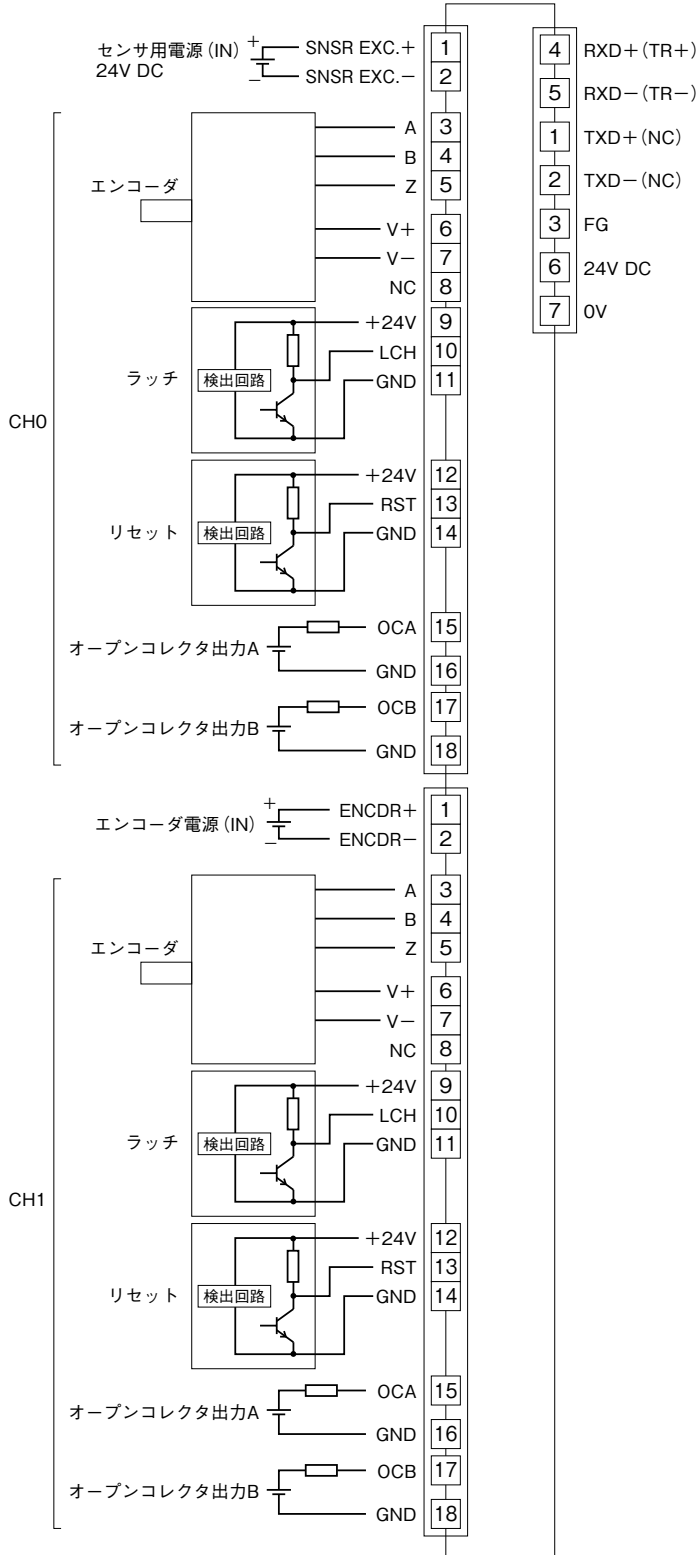 センサ用電源(IN) + SNSR EXC.+ 1
24V DC − SNSR EXC.− 2
CH0
エンコーダ
A 3
B 4
Z 5
V+ 6
V− 7
NC 8
ラッチ 検出回路
+24V 9
LCH 10
GND 11
リセット 検出回路
+24V 12
RST 13
GND 14
オープンコレクタ出力A
OCA 15
GND 16
オープンコレクタ出力B
OCB 17
GND 18
エンコーダ電源(IN)
+ ENCDR+ 1
− ENCDR− 2
CH1
エンコーダ
A 3
B 4
Z 5
V+ 6
V− 7
NC 8
ラッチ 検出回路
+24V 9
LCH 10
GND 11
リセット 検出回路
+24V 12
RST 13
GND 14
オープンコレクタ出力A
OCA 15
GND 16
オープンコレクタ出力B
OCB 17
GND 18
4 RXD+(TR+)
5 RXD−(TR−)
1 TXD+(NC)
2 TXD−(NC)
3 FG
6 24V DC
7 0V